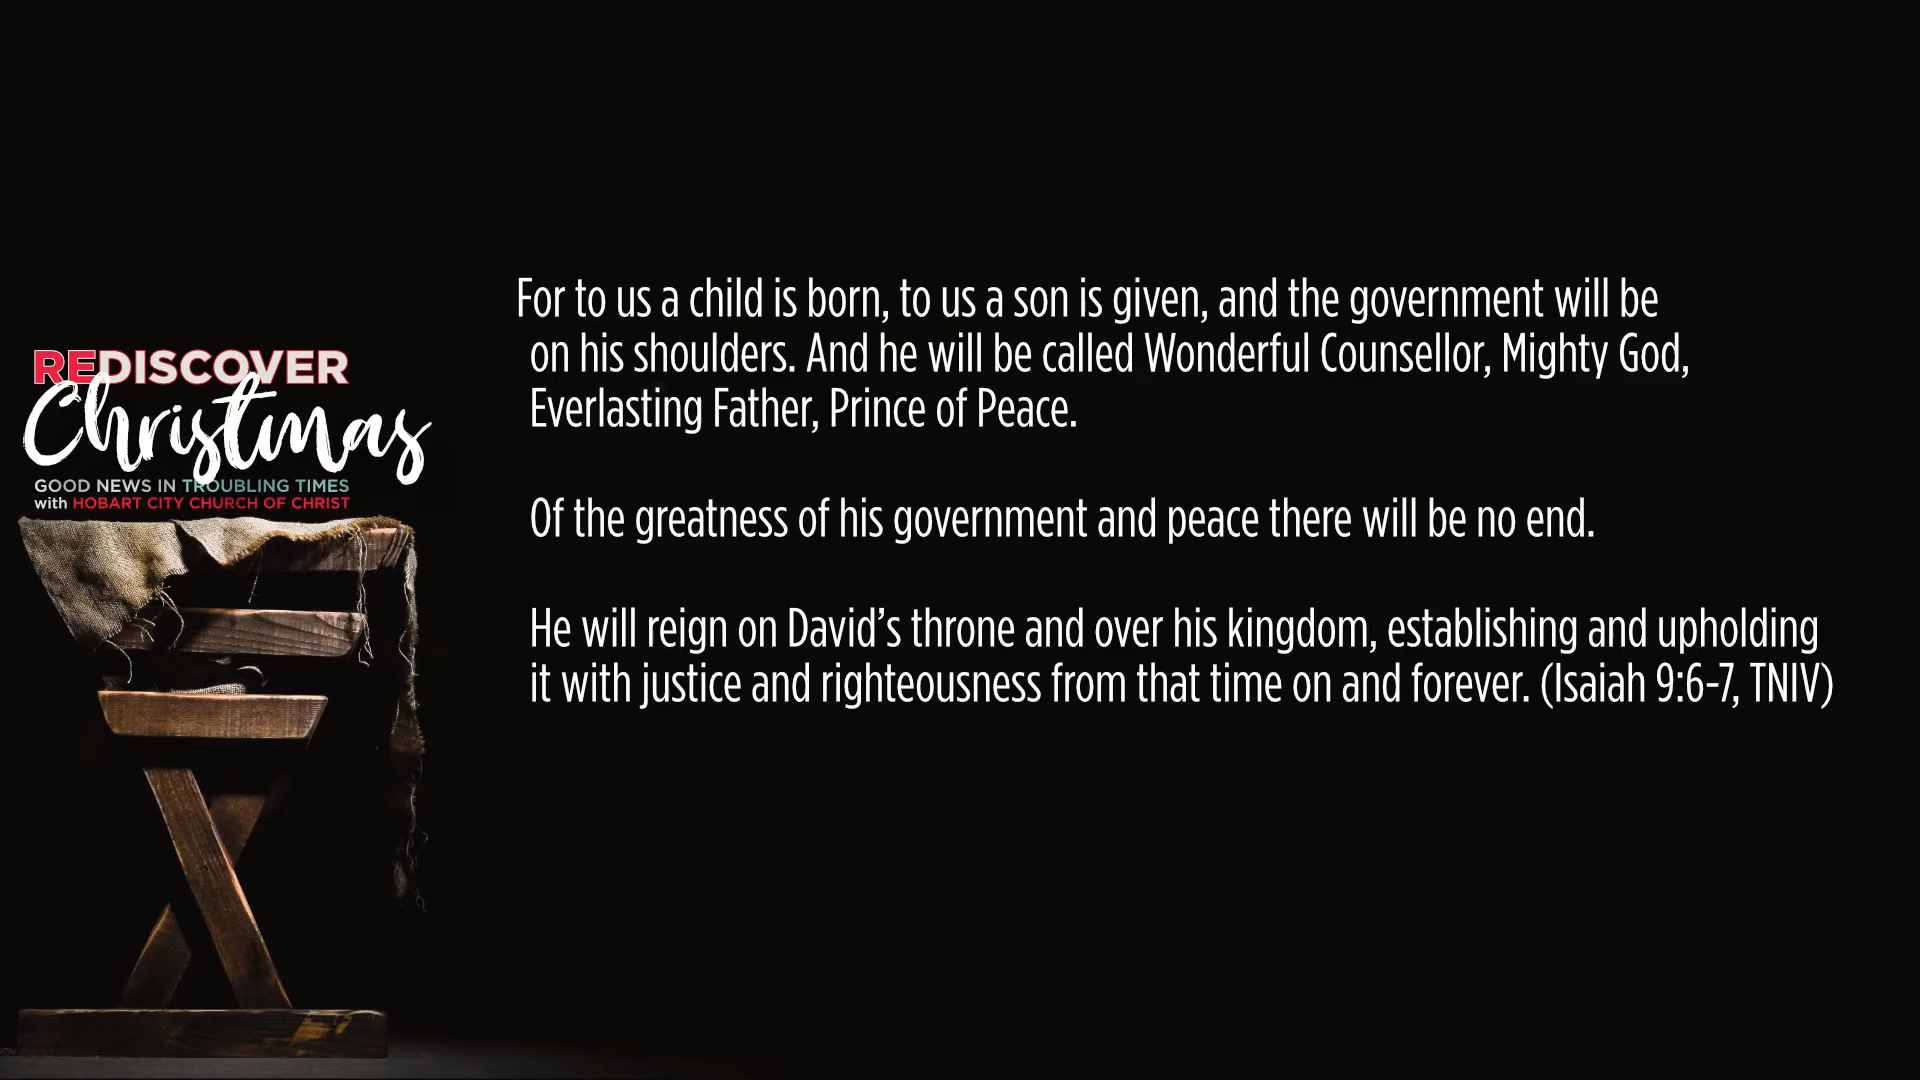 REDISCOVER
Christmas
GOOD NEWS IN TROUBLING TIMES
with HOBART CITY CHURCH OF CHRIST
For to us a child is born, to us a son is given, and the government will be
on his shoulders. And he will be called Wonderful Counsellor, Mighty God,
Everlasting Father, Prince of Peace.
Of the greatness of his government and peace there will be no end.
He will reign on David’s throne and over his kingdom, establishing and upholding
it with justice and righteousness from that time on and forever. (Isaiah 9:6-7, TNIV)